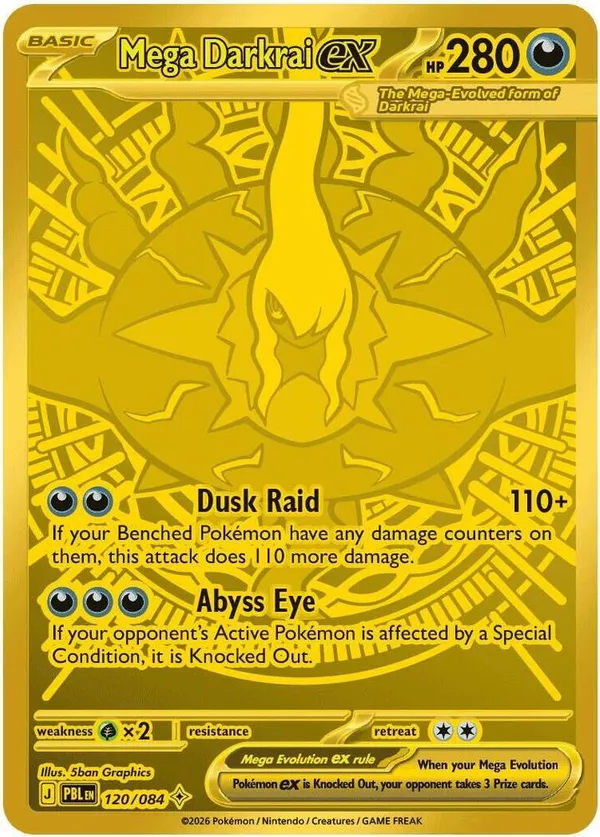 BASIC
Mega Darkrai ex
HP 280
The Mega-Evolved form of
Darkrai
Dusk Raid 110+
If your Benched Pokémon have any damage counters on
them, this attack does 110 more damage.
Abyss Eye
If your opponent's Active Pokémon is affected by a Special
Condition, it is Knocked Out.
weakness ×2 resistance retreat
Mega Evolution ex rule When your Mega Evolution
Pokémon ex is Knocked Out, your opponent takes 3 Prize cards.
Illus. 5ban Graphics
J PBL EN 120/084
©2026 Pokémon / Nintendo / Creatures / GAME FREAK